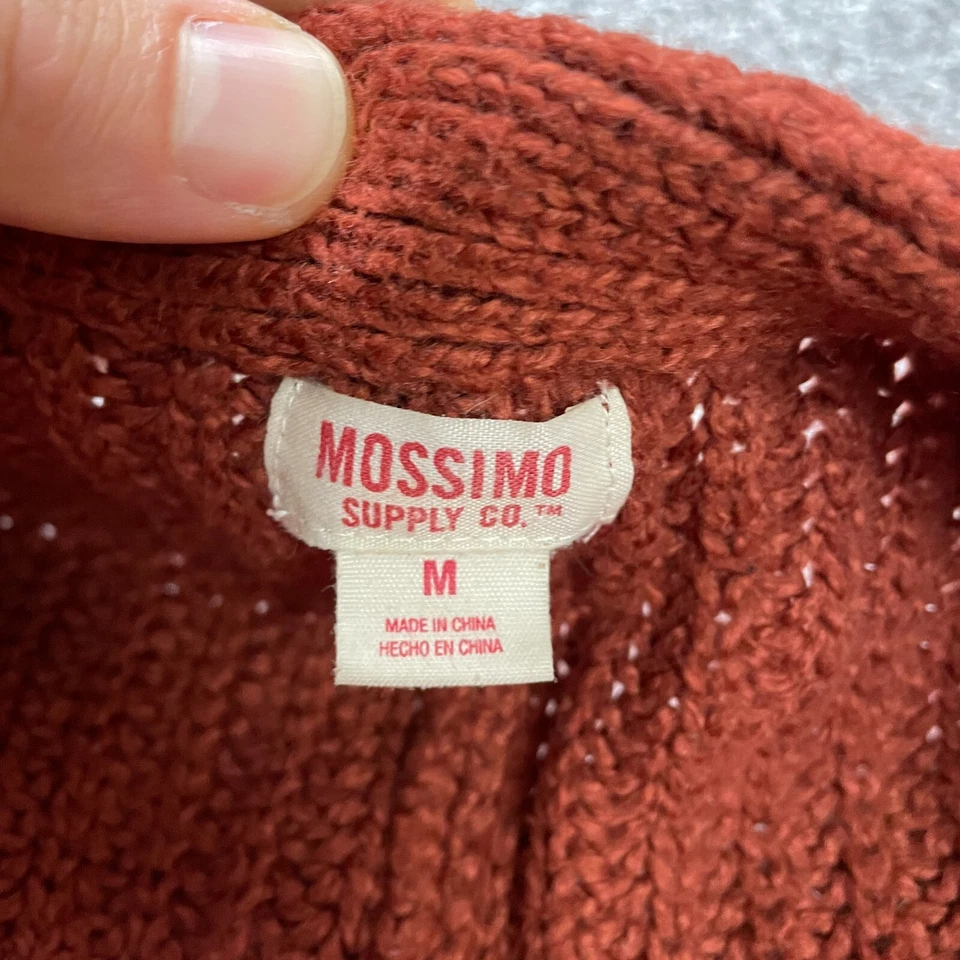 MOSSIMO
SUPPLY CO.™
M
MADE IN CHINA
HECHO EN CHINA